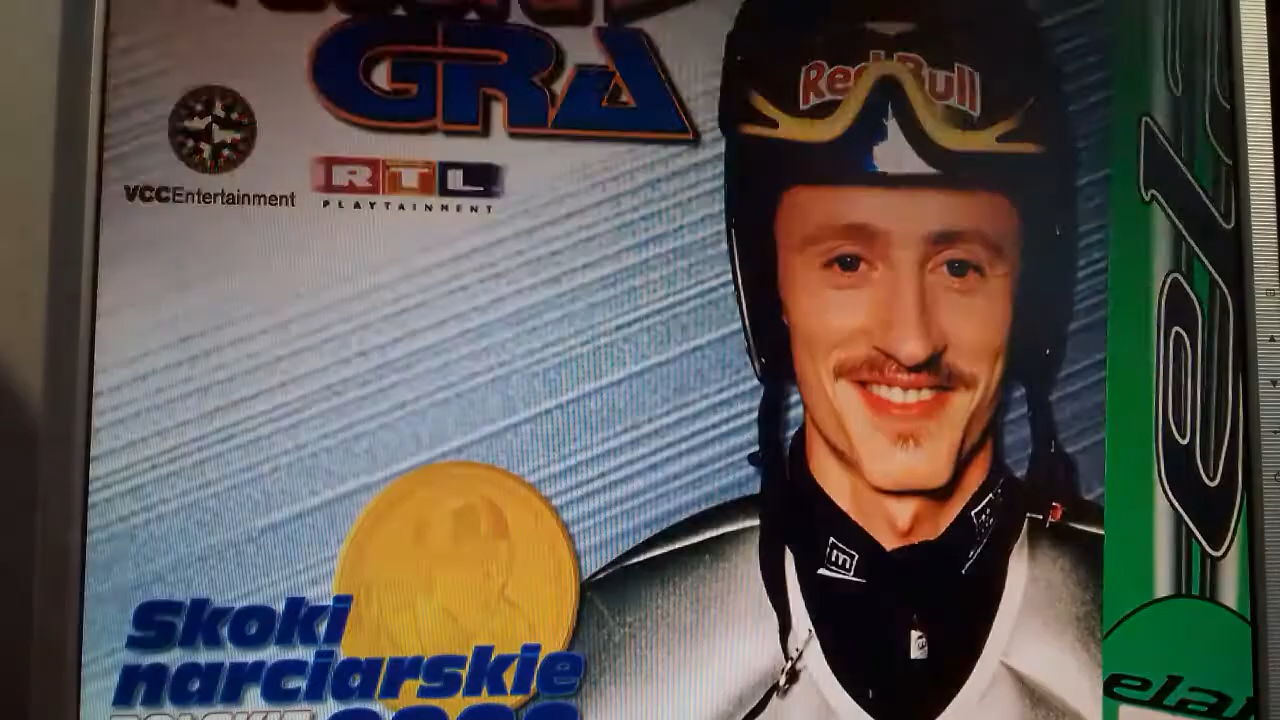 GRA
Red Bull
VCCEntertainment
RTL
PLAYTAINMENT
m
Skoki
narciarskie
elan